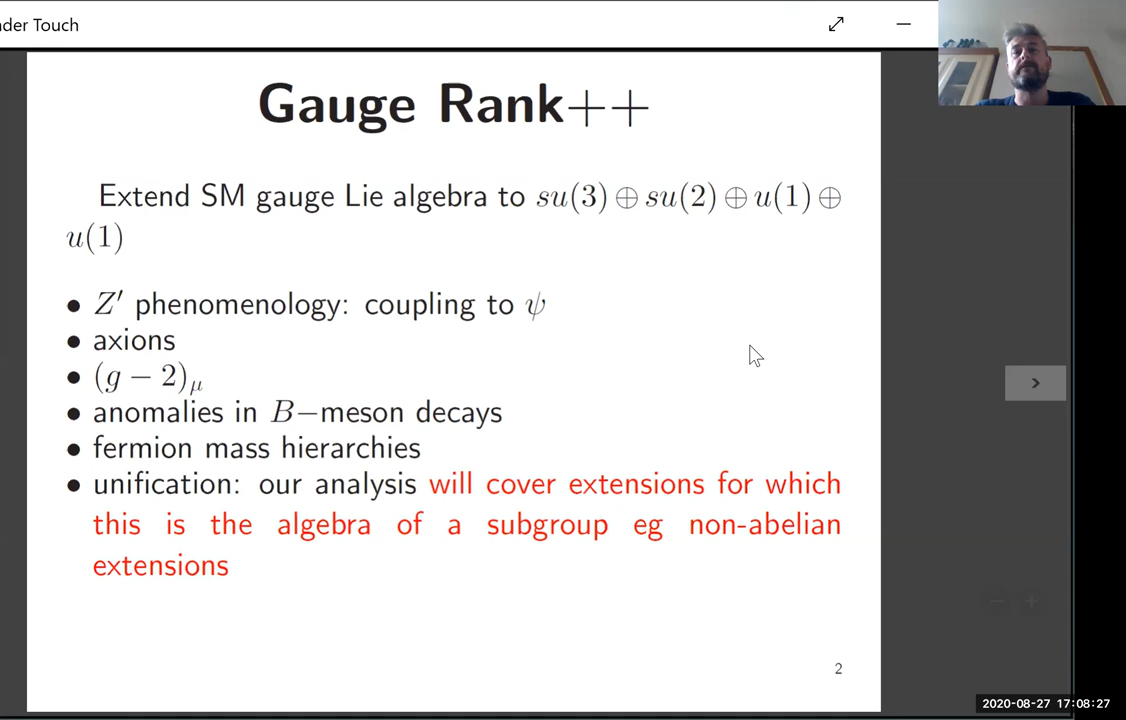 nder Touch
Gauge Rank++
Extend SM gauge Lie algebra to su(3) ⊕ su(2) ⊕ u(1) ⊕
u(1)
• Z′ phenomenology: coupling to ψ
• axions
• (g − 2)μ
• anomalies in B−meson decays
• fermion mass hierarchies
• unification: our analysis will cover extensions for which
this is the algebra of a subgroup eg non-abelian
extensions
2
2020-08-27 17:08:27